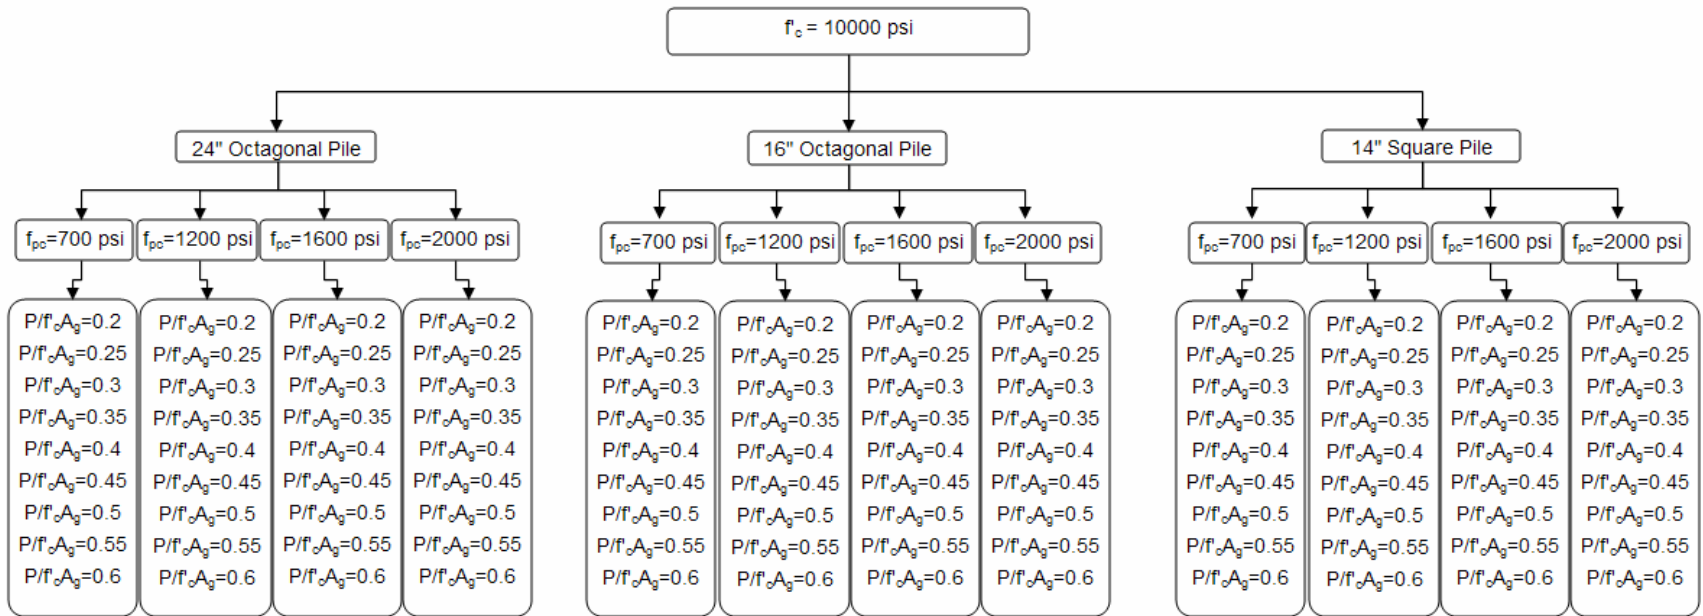 f'c = 10000 psi
24" Octagonal Pile
16" Octagonal Pile
14" Square Pile
fpc=700 psi fpc=1200 psi fpc=1600 psi fpc=2000 psi
fpc=700 psi fpc=1200 psi fpc=1600 psi fpc=2000 psi
fpc=700 psi fpc=1200 psi fpc=1600 psi fpc=2000 psi
P/f'cAg=0.2
P/f'cAg=0.25
P/f'cAg=0.3
P/f'cAg=0.35
P/f'cAg=0.4
P/f'cAg=0.45
P/f'cAg=0.5
P/f'cAg=0.55
P/f'cAg=0.6
P/f'cAg=0.2
P/f'cAg=0.25
P/f'cAg=0.3
P/f'cAg=0.35
P/f'cAg=0.4
P/f'cAg=0.45
P/f'cAg=0.5
P/f'cAg=0.55
P/f'cAg=0.6
P/f'cAg=0.2
P/f'cAg=0.25
P/f'cAg=0.3
P/f'cAg=0.35
P/f'cAg=0.4
P/f'cAg=0.45
P/f'cAg=0.5
P/f'cAg=0.55
P/f'cAg=0.6
P/f'cAg=0.2
P/f'cAg=0.25
P/f'cAg=0.3
P/f'cAg=0.35
P/f'cAg=0.4
P/f'cAg=0.45
P/f'cAg=0.5
P/f'cAg=0.55
P/f'cAg=0.6
P/f'cAg=0.2
P/f'cAg=0.25
P/f'cAg=0.3
P/f'cAg=0.35
P/f'cAg=0.4
P/f'cAg=0.45
P/f'cAg=0.5
P/f'cAg=0.55
P/f'cAg=0.6
P/f'cAg=0.2
P/f'cAg=0.25
P/f'cAg=0.3
P/f'cAg=0.35
P/f'cAg=0.4
P/f'cAg=0.45
P/f'cAg=0.5
P/f'cAg=0.55
P/f'cAg=0.6
P/f'cAg=0.2
P/f'cAg=0.25
P/f'cAg=0.3
P/f'cAg=0.35
P/f'cAg=0.4
P/f'cAg=0.45
P/f'cAg=0.5
P/f'cAg=0.55
P/f'cAg=0.6
P/f'cAg=0.2
P/f'cAg=0.25
P/f'cAg=0.3
P/f'cAg=0.35
P/f'cAg=0.4
P/f'cAg=0.45
P/f'cAg=0.5
P/f'cAg=0.55
P/f'cAg=0.6
P/f'cAg=0.2
P/f'cAg=0.25
P/f'cAg=0.3
P/f'cAg=0.35
P/f'cAg=0.4
P/f'cAg=0.45
P/f'cAg=0.5
P/f'cAg=0.55
P/f'cAg=0.6
P/f'cAg=0.2
P/f'cAg=0.25
P/f'cAg=0.3
P/f'cAg=0.35
P/f'cAg=0.4
P/f'cAg=0.45
P/f'cAg=0.5
P/f'cAg=0.55
P/f'cAg=0.6
P/f'cAg=0.2
P/f'cAg=0.25
P/f'cAg=0.3
P/f'cAg=0.35
P/f'cAg=0.4
P/f'cAg=0.45
P/f'cAg=0.5
P/f'cAg=0.55
P/f'cAg=0.6
P/f'cAg=0.2
P/f'cAg=0.25
P/f'cAg=0.3
P/f'cAg=0.35
P/f'cAg=0.4
P/f'cAg=0.45
P/f'cAg=0.5
P/f'cAg=0.55
P/f'cAg=0.6